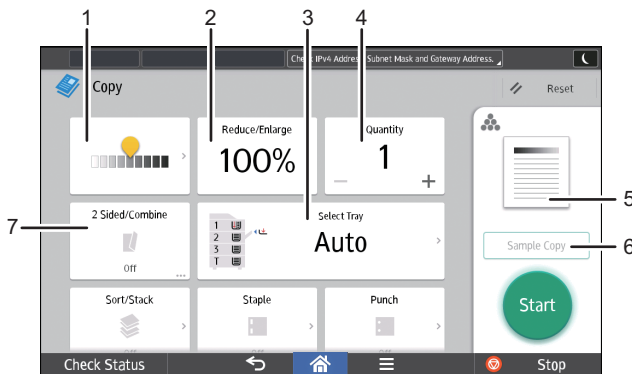 1
2
3
4
Check IPv4 Address, Subnet Mask and Gateway Address.
Copy
Reset
Reduce/Enlarge
100%
Quantity
1
5
7
2 Sided/Combine
Off
Select Tray
1
2
3
T
Auto
Sample Copy
6
Start
Sort/Stack
Staple
Punch
Check Status
Stop